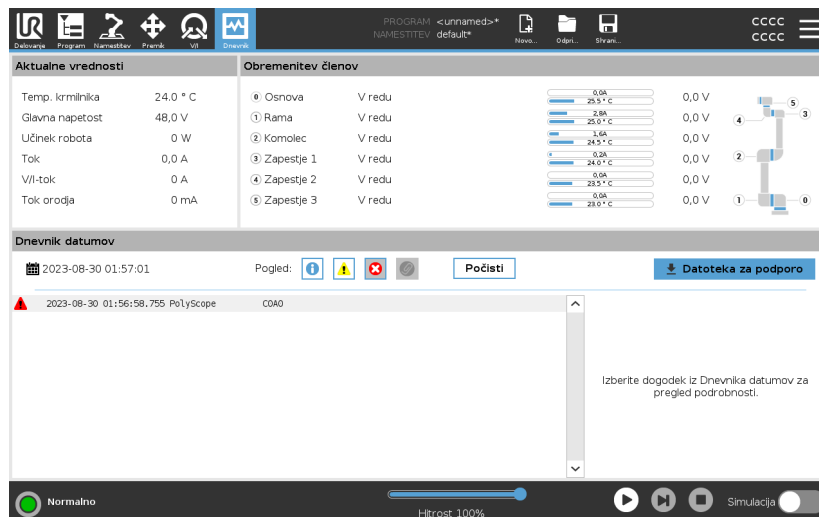 PROGRAM <unnamed>*
NAMESTITEV default*
cccc
cccc
Delovanje Program Namestitev Premik V/I Dnevnik
Novo... Odpri... Shrani...
Aktualne vrednosti
Temp. krmilnika 24.0 ° C
Glavna napetost 48,0 V
Učinek robota 0 W
Tok 0,0 A
V/I-tok 0 A
Tok orodja 0 mA
Obremenitev členov
0 Osnova V redu 0,0A 25.5 ° C 0,0 V
1 Rama V redu 2,8A 25.0 ° C 0,0 V
2 Komolec V redu 1,6A 24.5 ° C 0,0 V
3 Zapestje 1 V redu 0,2A 24.0 ° C 0,0 V
4 Zapestje 2 V redu 0,0A 23.5 ° C 0,0 V
5 Zapestje 3 V redu 0,0A 23.0 ° C 0,0 V
5
4 3
2
1 0
Dnevnik datumov
2023-08-30 01:57:01 Pogled: Počisti Datoteka za podporo
2023-08-30 01:56:58.755 PolyScope C0A0
Izberite dogodek iz Dnevnika datumov za
pregled podrobnosti.
Normalno
Hitrost 100%
Simulacija